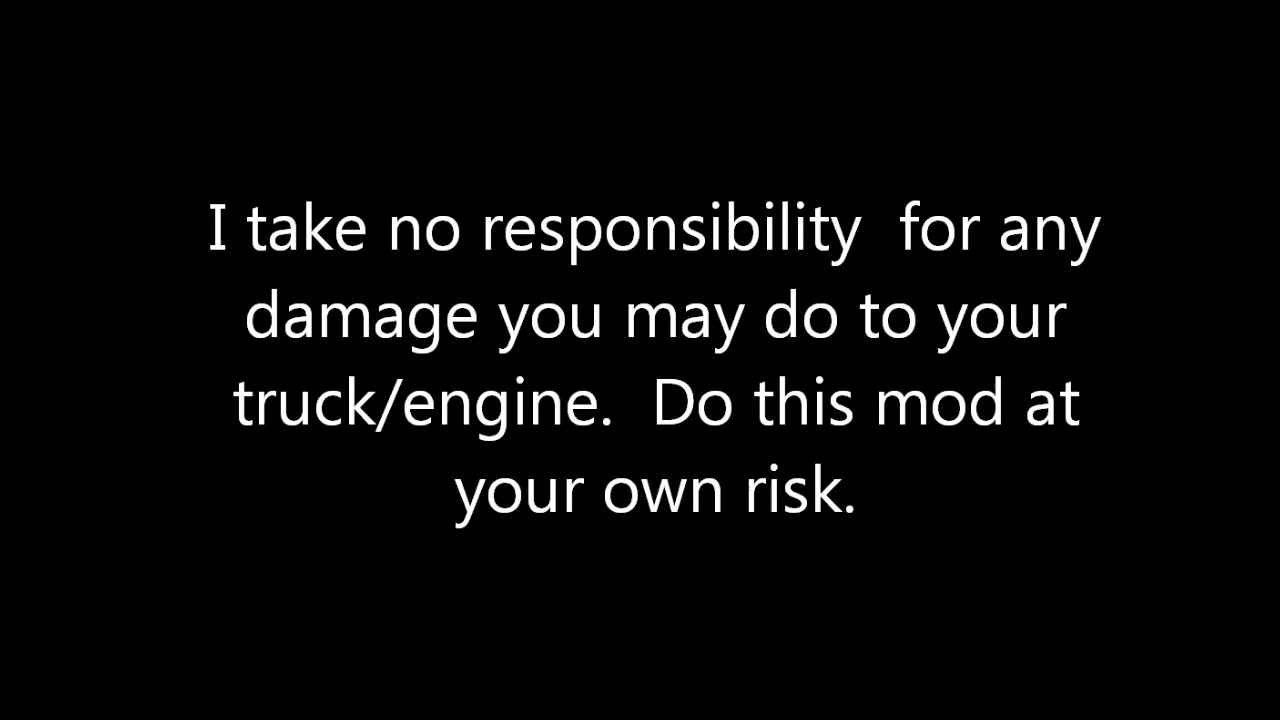 I take no responsibility  for any
damage you may do to your
truck/engine.  Do this mod at
your own risk.